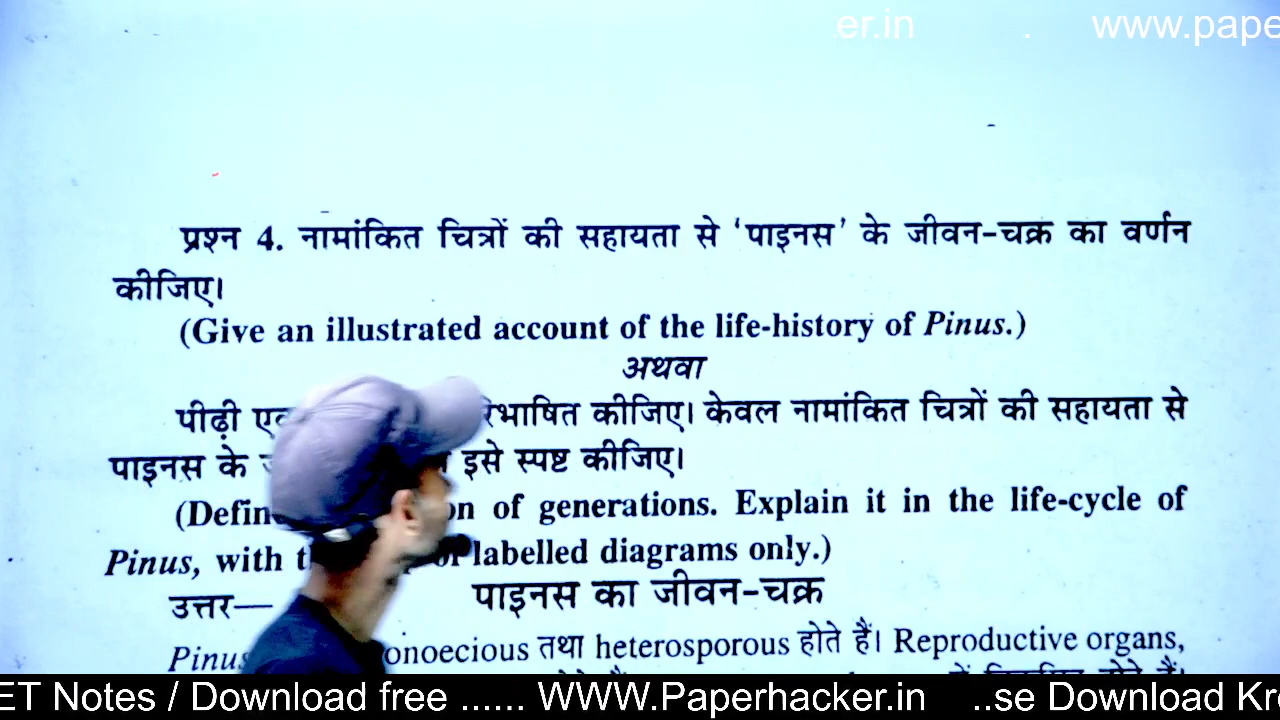 er.in . www.pape
प्रश्न 4. नामांकित चित्रों की सहायता से 'पाइनस' के जीवन-चक्र का वर्णन
कीजिए।
(Give an illustrated account of the life-history of Pinus.)
अथवा
पीढ़ी ए रिभाषित कीजिए। केवल नामांकित चित्रों की सहायता से
पाइनस के इसे स्पष्ट कीजिए।
(Defin on of generations. Explain it in the life-cycle of
Pinus, with labelled diagrams only.)
उत्तर— पाइनस का जीवन-चक्र
Pinus onoecious तथा heterosporous होते हैं। Reproductive organs,
ET Notes / Download free ...... WWW.Paperhacker.in ..se Download Kr